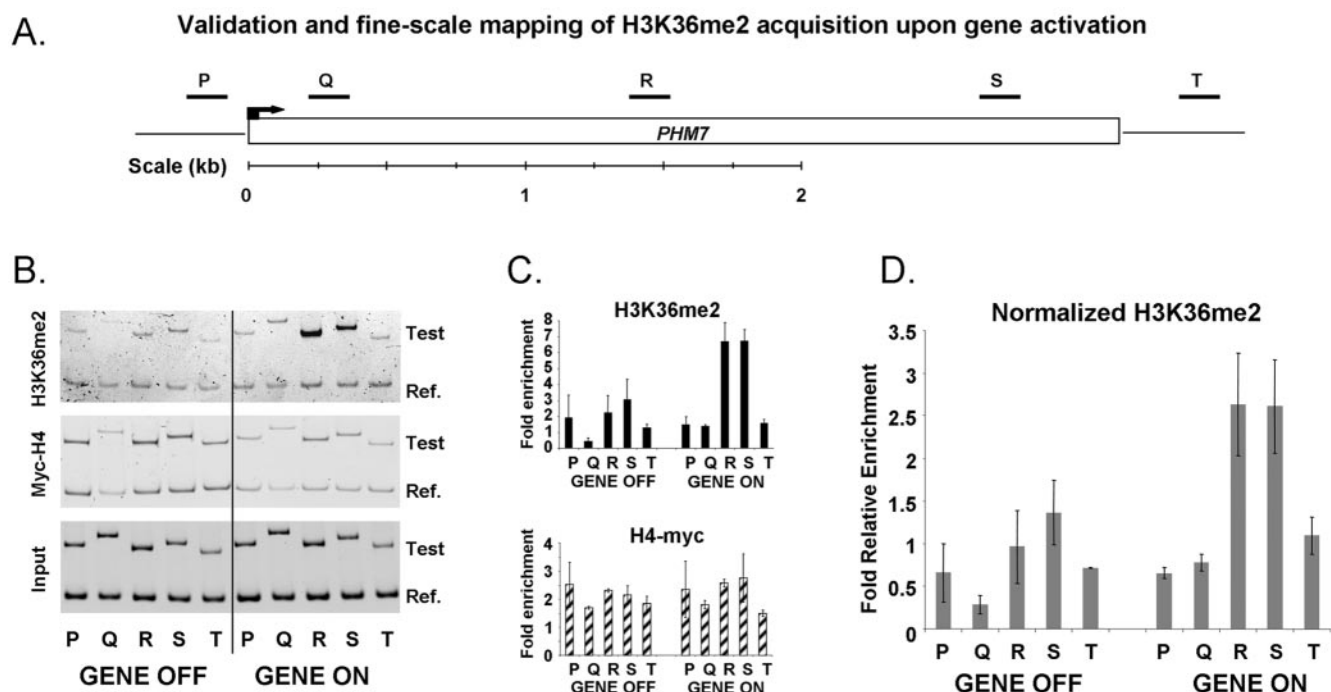 A.
Validation and fine-scale mapping of H3K36me2 acquisition upon gene activation
P Q R S T
PHM7
Scale (kb)
0 1 2
B.
H3K36me2
Test
Ref.
Myc-H4
Test
Ref.
Input
Test
Ref.
P Q R S T P Q R S T
GENE OFF GENE ON
C.
H3K36me2
Fold enrichment
8
7
6
5
4
3
2
1
0
P Q R S T P Q R S T
GENE OFF GENE ON
H4-myc
Fold enrichment
4
3
2
1
0
P Q R S T P Q R S T
GENE OFF GENE ON
D.
Normalized H3K36me2
Fold Relative Enrichment
3.5
3
2.5
2
1.5
1
0.5
0
P Q R S T P Q R S T
GENE OFF GENE ON